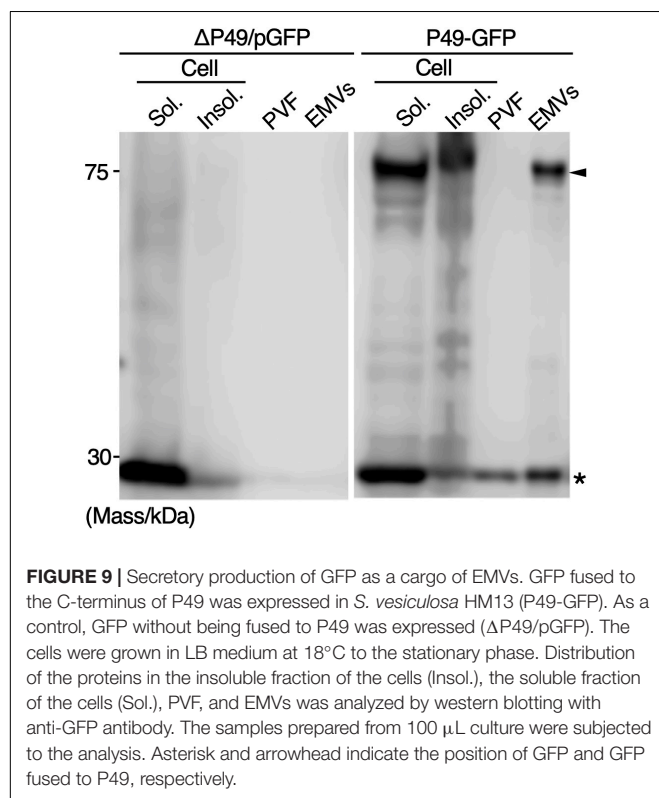 ΔP49/pGFP P49-GFP
Cell Cell
Sol. Insol. PVF EMVs Sol. Insol. PVF EMVs
75
30
*
(Mass/kDa)
FIGURE 9 | Secretory production of GFP as a cargo of EMVs. GFP fused to
the C-terminus of P49 was expressed in S. vesiculosa HM13 (P49-GFP). As a
control, GFP without being fused to P49 was expressed (ΔP49/pGFP). The
cells were grown in LB medium at 18°C to the stationary phase. Distribution
of the proteins in the insoluble fraction of the cells (Insol.), the soluble fraction
of the cells (Sol.), PVF, and EMVs was analyzed by western blotting with
anti-GFP antibody. The samples prepared from 100 μL culture were subjected
to the analysis. Asterisk and arrowhead indicate the position of GFP and GFP
fused to P49, respectively.